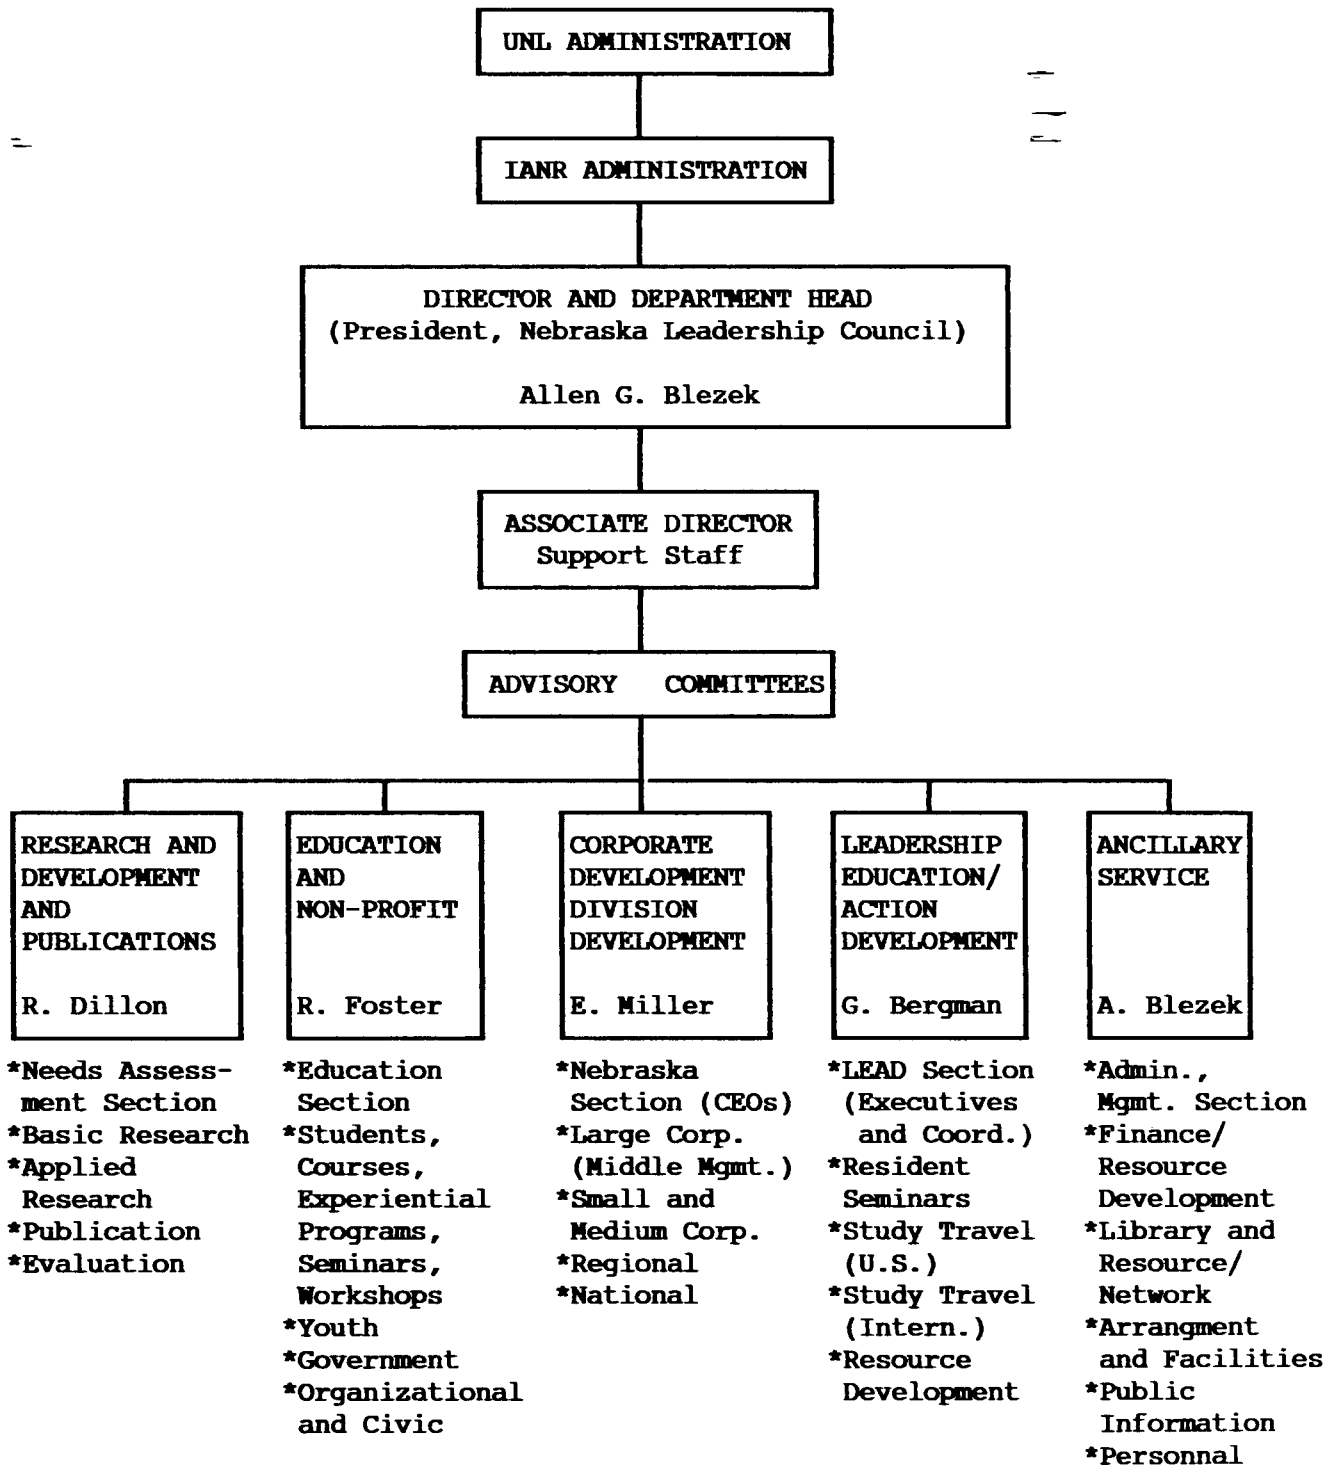 UNL ADMINISTRATION
IANR ADMINISTRATION
DIRECTOR AND DEPARTMENT HEAD
(President, Nebraska Leadership Council)
Allen G. Blezek
ASSOCIATE DIRECTOR
Support Staff
ADVISORY COMMITTEES
RESEARCH AND
DEVELOPMENT
AND
PUBLICATIONS
R. Dillon
*Needs Assess-
ment Section
*Basic Research
*Applied
Research
*Publication
*Evaluation
EDUCATION
AND
NON-PROFIT
R. Foster
*Education
Section
*Students,
Courses,
Experiential
Programs,
Seminars,
Workshops
*Youth
*Government
*Organizational
and Civic
CORPORATE
DEVELOPMENT
DIVISION
DEVELOPMENT
E. Miller
*Nebraska
Section (CEOs)
*Large Corp.
(Middle Mgmt.)
*Small and
Medium Corp.
*Regional
*National
LEADERSHIP
EDUCATION/
ACTION
DEVELOPMENT
G. Bergman
*LEAD Section
(Executives
and Coord.)
*Resident
Seminars
*Study Travel
(U.S.)
*Study Travel
(Intern.)
*Resource
Development
ANCILLARY
SERVICE
A. Blezek
*Admin.,
Mgmt. Section
*Finance/
Resource
Development
*Library and
Resource/
Network
*Arrangment
and Facilities
*Public
Information
*Personnal